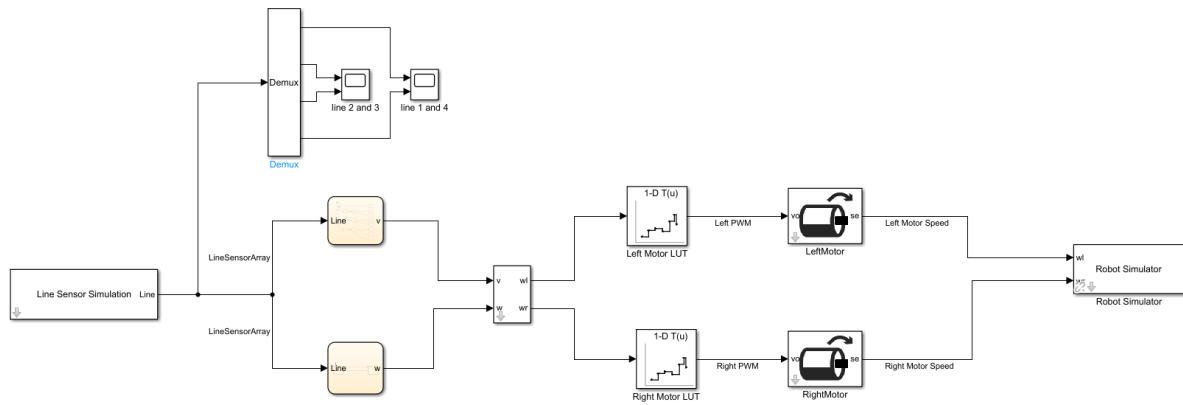 Demux
line 2 and 3
line 1 and 4
Demux
1-D T(u)
Line
v
Left PWM
vo
se
Left Motor Speed
Left Motor LUT
LeftMotor
wl
LineSensorArray
Robot Simulator
v
wl
Line Sensor Simulation
Line
wr
w
wr
Robot Simulator
LineSensorArray
1-D T(u)
Line
w
Right PWM
vo
se
Right Motor Speed
Right Motor LUT
RightMotor